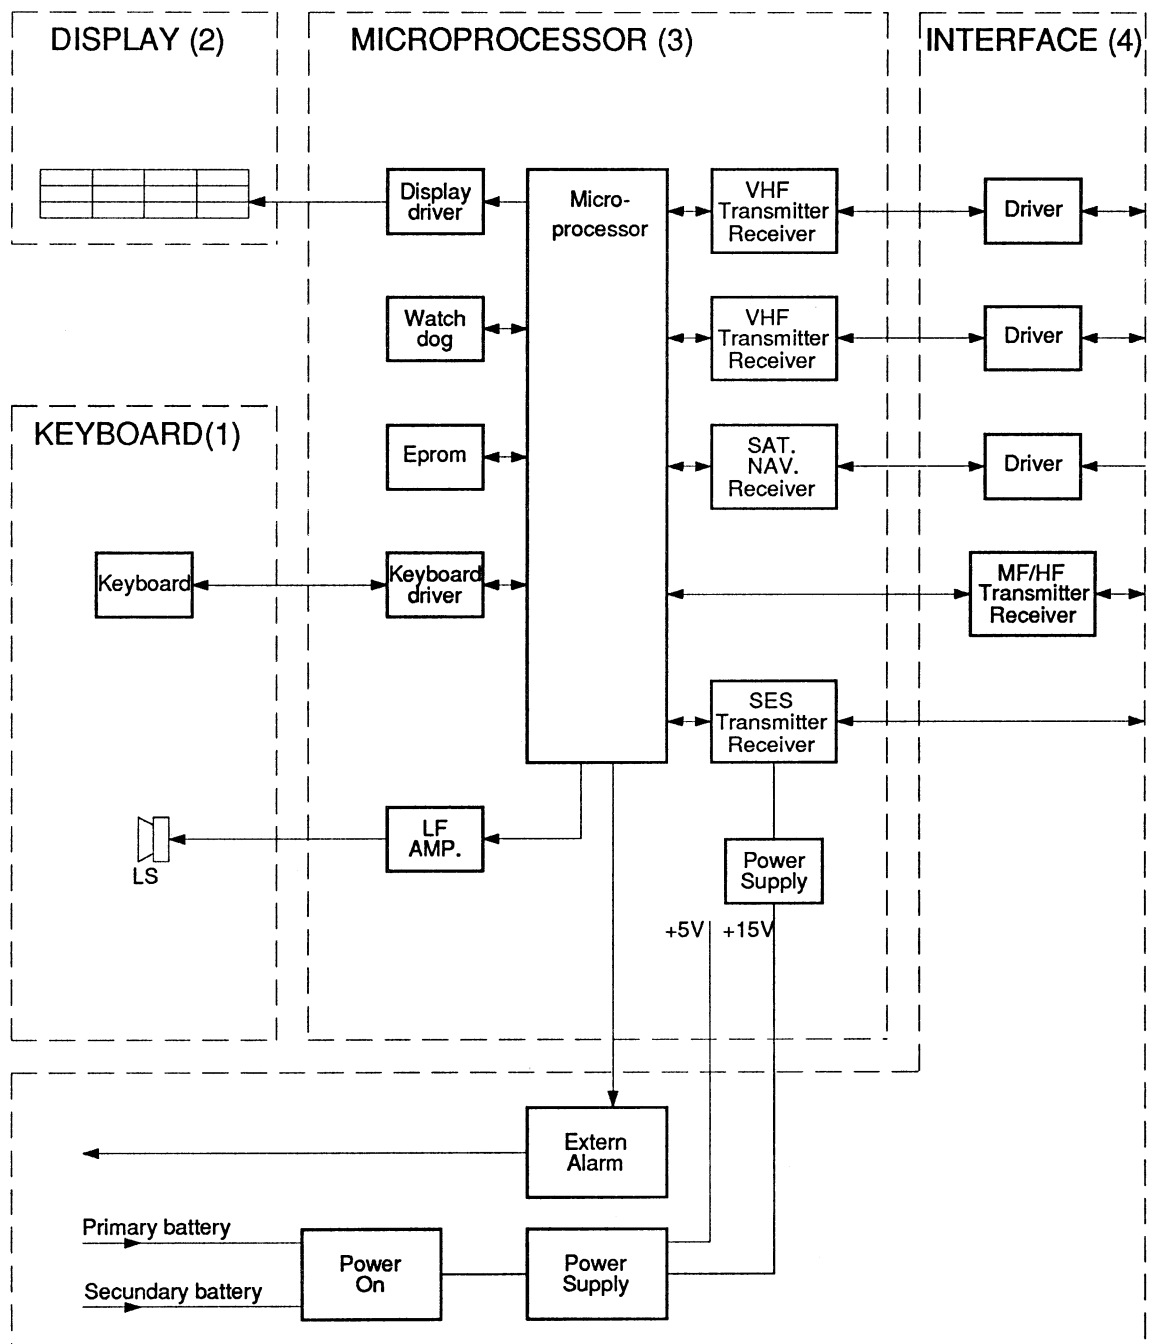 DISPLAY (2)
MICROPROCESSOR (3)
INTERFACE (4)
Display
driver
Micro-
processor
VHF
Transmitter
Receiver
Driver
Watch
dog
VHF
Transmitter
Receiver
Driver
KEYBOARD(1)
Eprom
SAT.
NAV.
Receiver
Driver
Keyboard
Keyboard
driver
MF/HF
Transmitter
Receiver
SES
Transmitter
Receiver
LS
LF
AMP.
Power
Supply
+5V
+15V
Extern
Alarm
Primary battery
Secundary battery
Power
On
Power
Supply